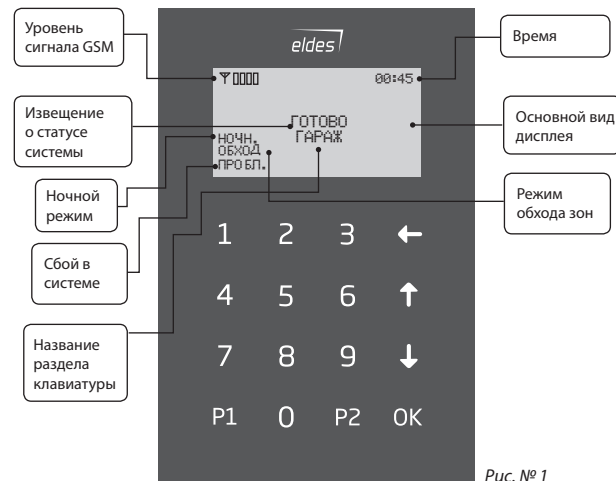 Уровень
сигнала GSM
Извещение
о статусе
системы
Ночной
режим
Сбой в
системе
Название
раздела
клавиатуры
eldes
00:45
ГОТОВО
ГАРАЖ
НОЧН.
ОБХОД
ПРОБЛ.
1 2 3 ←
4 5 6 ↑
7 8 9 ↓
P1 0 P2 OK
Время
Основной вид
дисплея
Режим
обхода зон
Рис. № 1